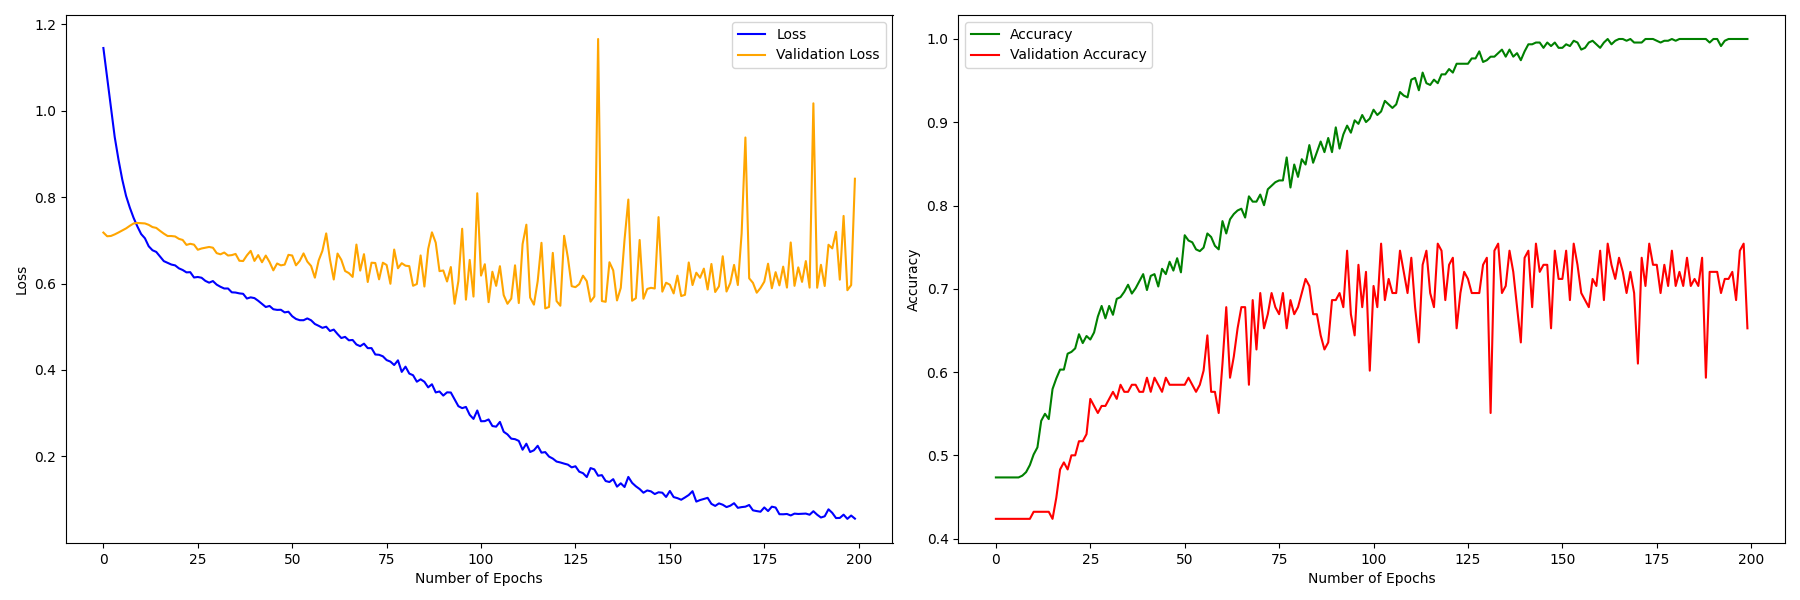 1.2
1.0
0.8
0.6
0.4
0.2
Loss
Loss
Validation Loss
0 25 50 75 100 125 150 175 200
Number of Epochs
1.0
0.9
0.8
0.7
0.6
0.5
0.4
Accuracy
Accuracy
Validation Accuracy
0 25 50 75 100 125 150 175 200
Number of Epochs